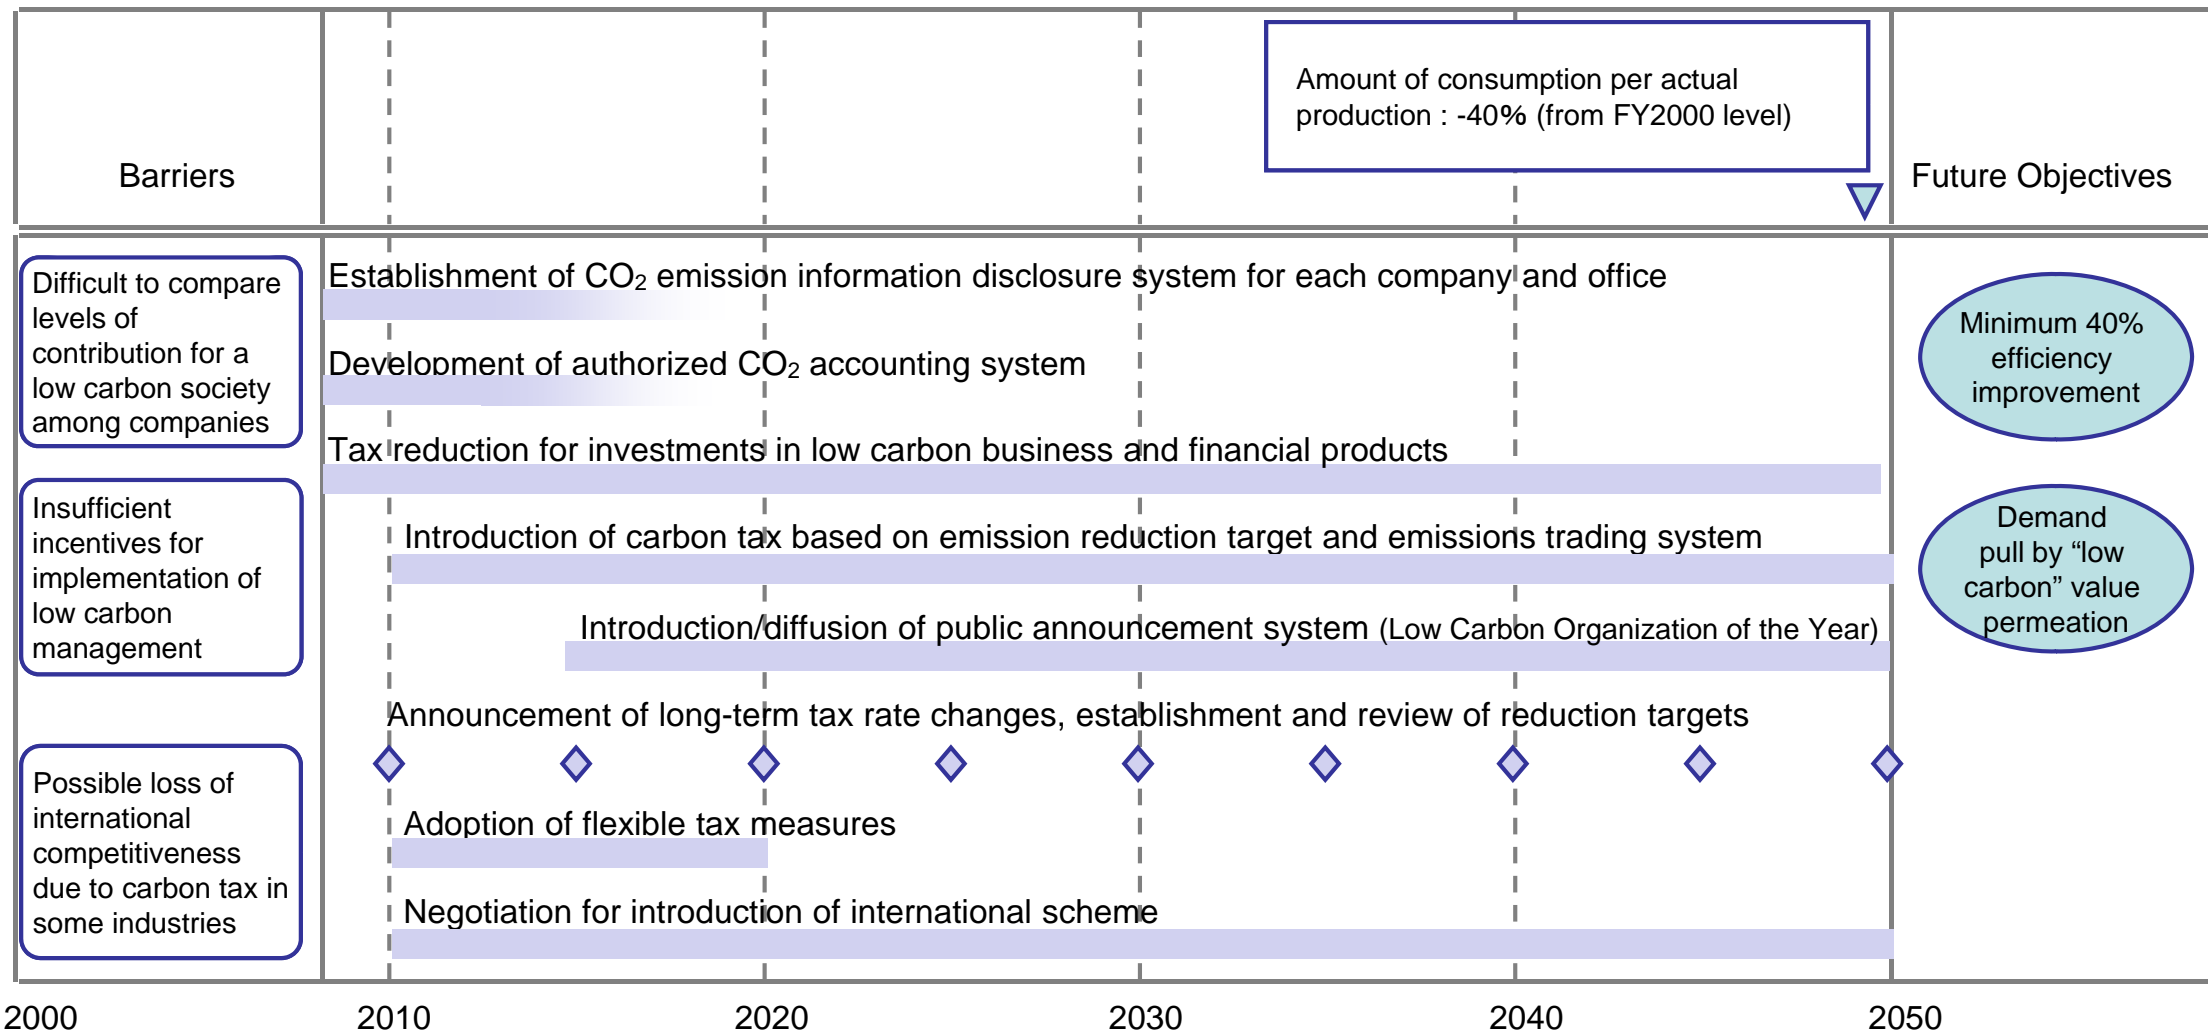 Amount of consumption per actual
production : -40% (from FY2000 level)
Barriers
Future Objectives
Difficult to compare
levels of
contribution for a
low carbon society
among companies
Insufficient
incentives for
implementation of
low carbon
management
Possible loss of
international
competitiveness
due to carbon tax in
some industries
Establishment of CO₂ emission information disclosure system for each company and office
Development of authorized CO₂ accounting system
Tax reduction for investments in low carbon business and financial products
Introduction of carbon tax based on emission reduction target and emissions trading system
Introduction/diffusion of public announcement system (Low Carbon Organization of the Year)
Announcement of long-term tax rate changes, establishment and review of reduction targets
Adoption of flexible tax measures
Negotiation for introduction of international scheme
Minimum 40%
efficiency
improvement
Demand
pull by “low
carbon” value
permeation
2000 2010 2020 2030 2040 2050